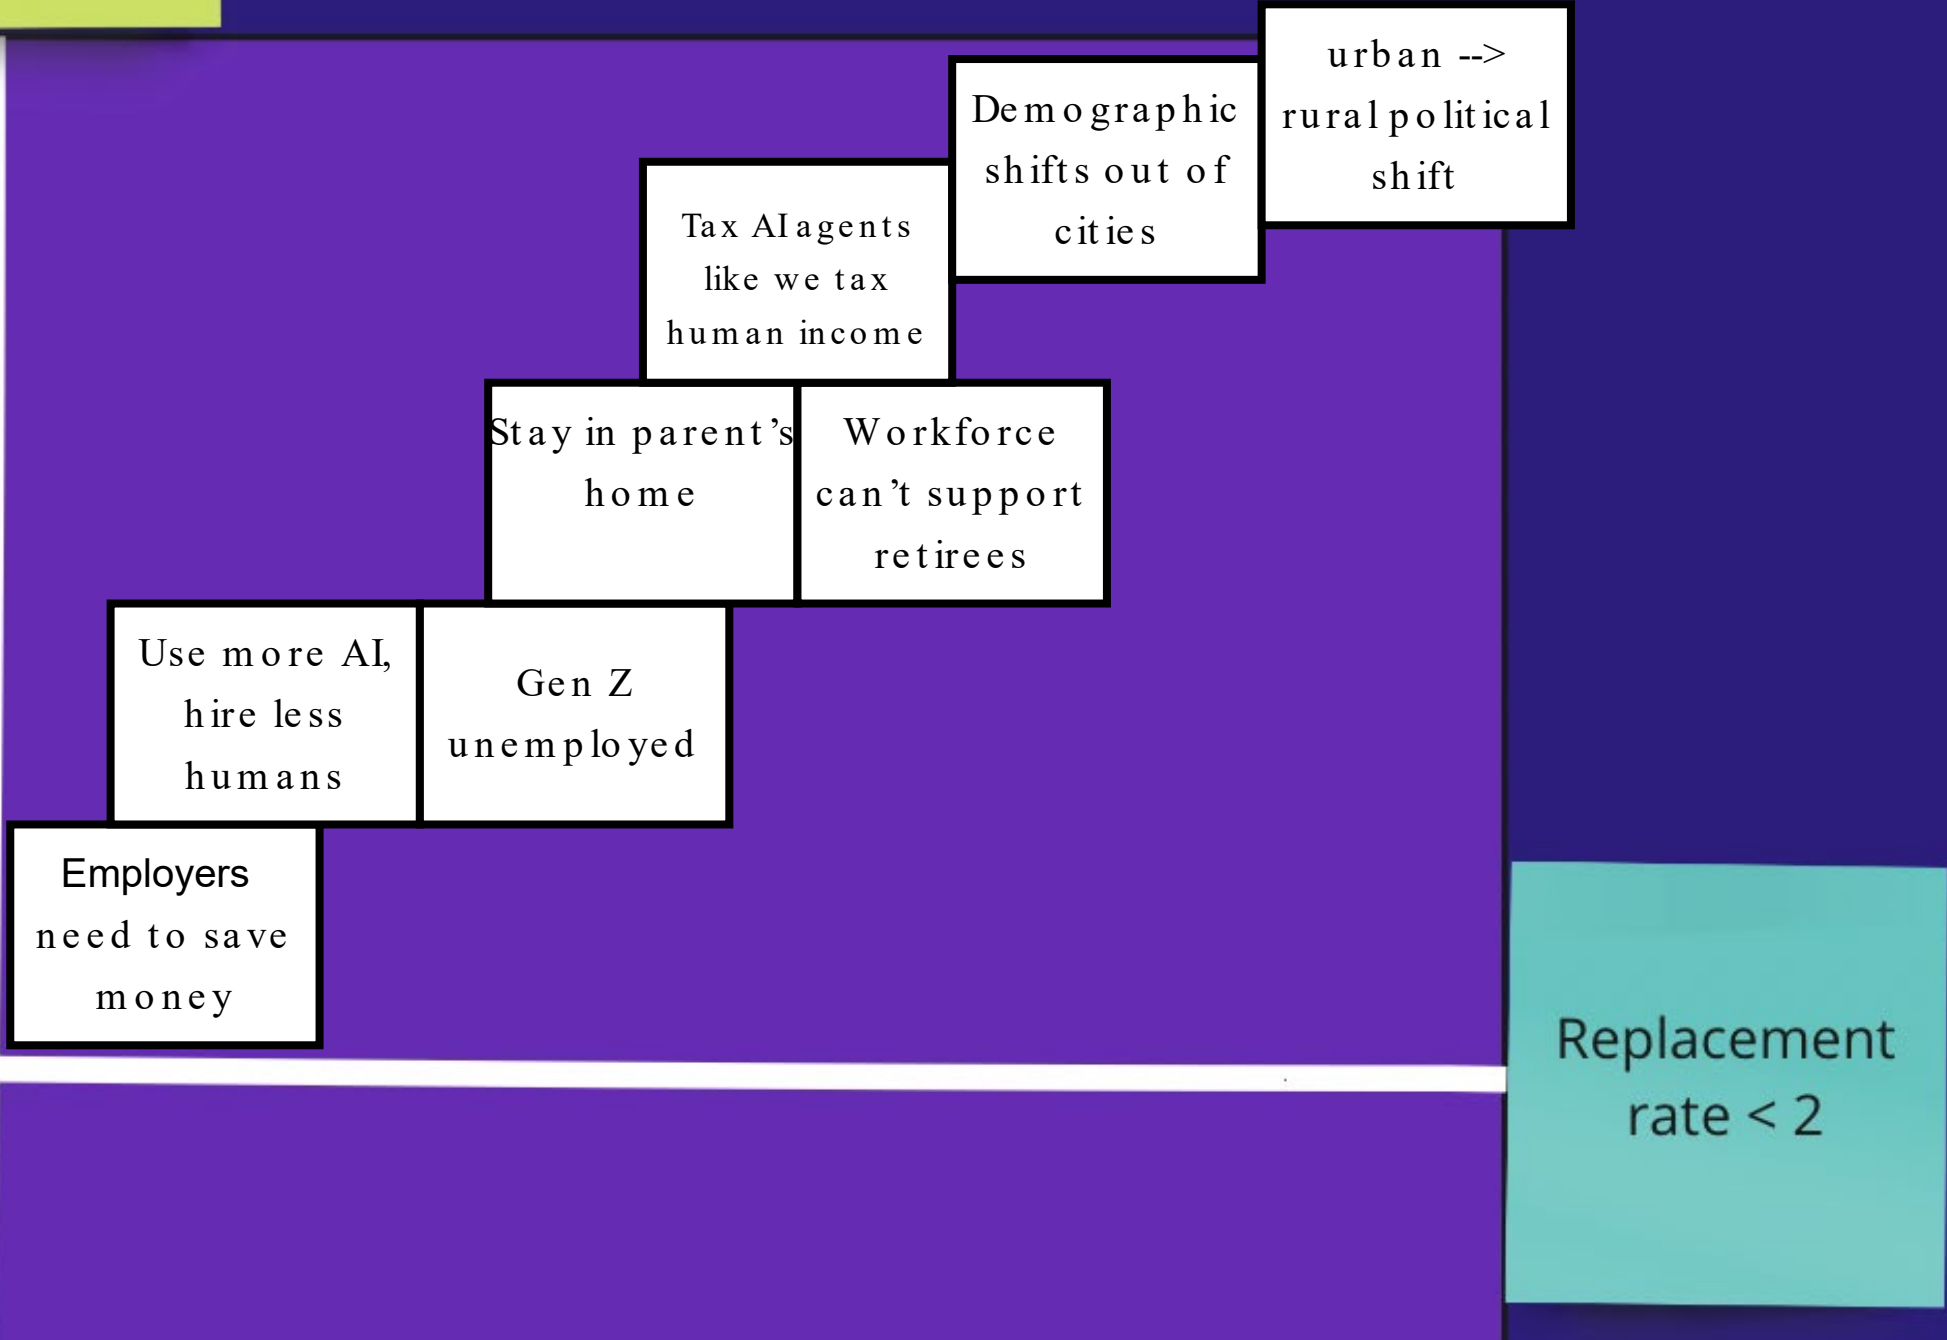 urban -->
rural political
shift
Demographic
shifts out of
cities
Tax AI agents
like we tax
human income
Stay in parent’s
home
Workforce
can’t support
retirees
Use more AI,
hire less
humans
Gen Z
unemployed
Employers
need to save
money
Replacement
rate < 2